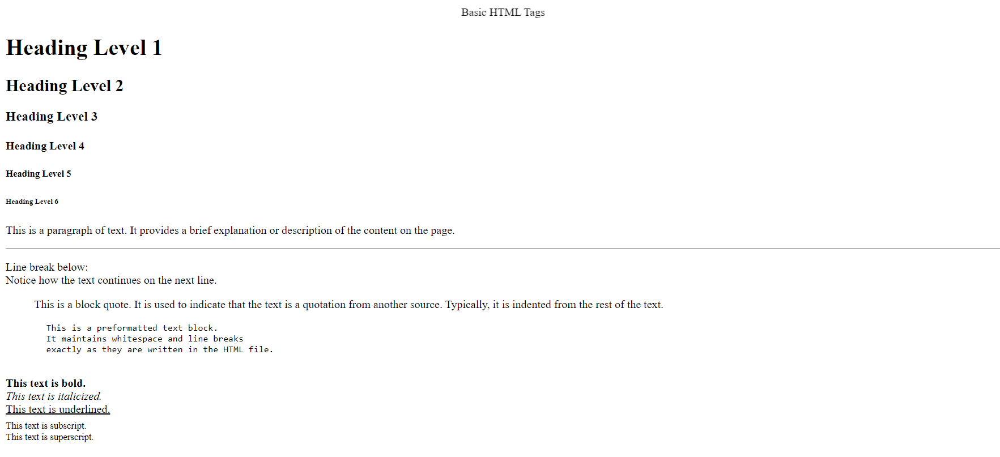 Basic HTML Tags
Heading Level 1
Heading Level 2
Heading Level 3
Heading Level 4
Heading Level 5
Heading Level 6
This is a paragraph of text. It provides a brief explanation or description of the content on the page.
Line break below:
Notice how the text continues on the next line.
This is a block quote. It is used to indicate that the text is a quotation from another source. Typically, it is indented from the rest of the text.
This is a preformatted text block.
It maintains whitespace and line breaks
exactly as they are written in the HTML file.
This text is bold.
This text is italicized.
This text is underlined.
This text is subscript.
This text is superscript.